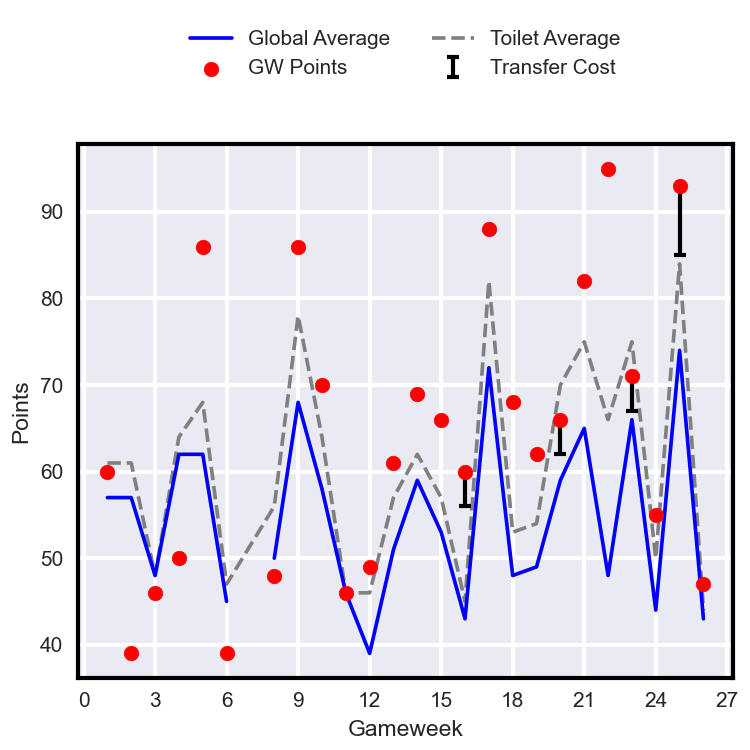 Global Average
Toilet Average
GW Points
Transfer Cost
90
80
70
60
50
40
Points
0 3 6 9 12 15 18 21 24 27
Gameweek